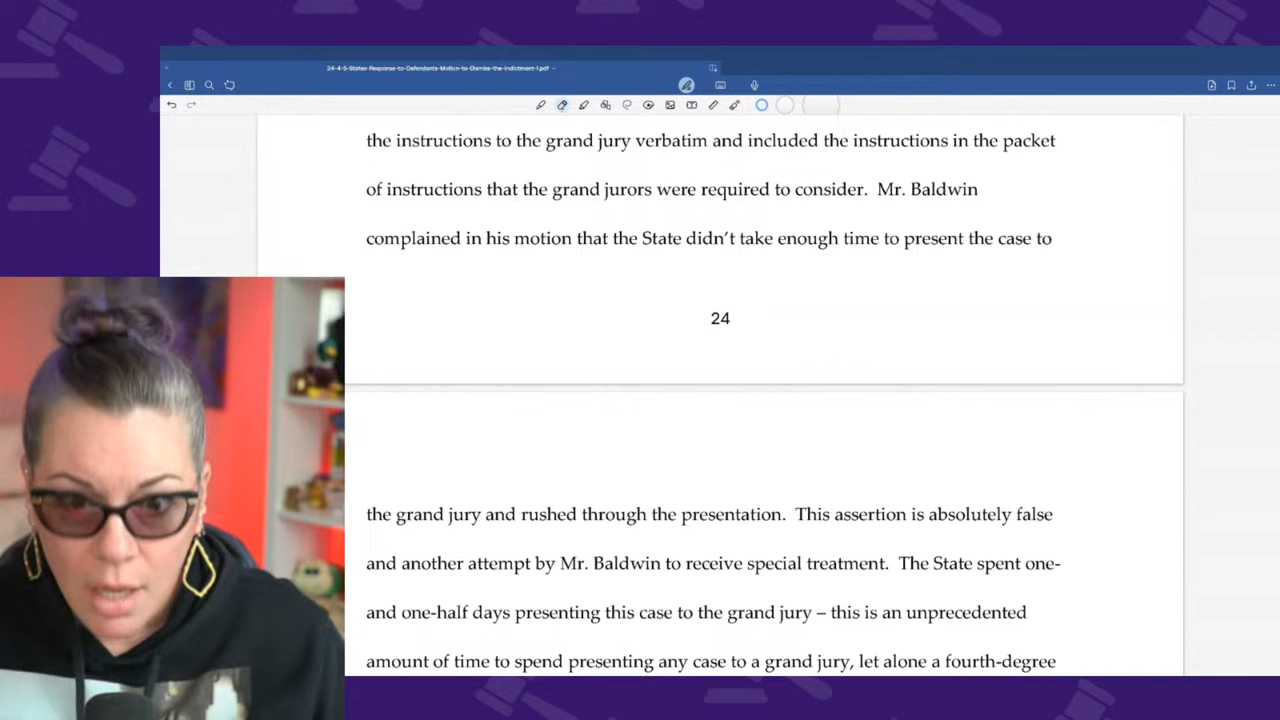 24-4-5-States-Response-to-Defendants-Motion-to-Dismiss-the-Indictment-1.pdf
the instructions to the grand jury verbatim and included the instructions in the packet
of instructions that the grand jurors were required to consider.  Mr. Baldwin
complained in his motion that the State didn’t take enough time to present the case to
24
the grand jury and rushed through the presentation.  This assertion is absolutely false
and another attempt by Mr. Baldwin to receive special treatment.  The State spent one-
and one-half days presenting this case to the grand jury – this is an unprecedented
amount of time to spend presenting any case to a grand jury, let alone a fourth-degree